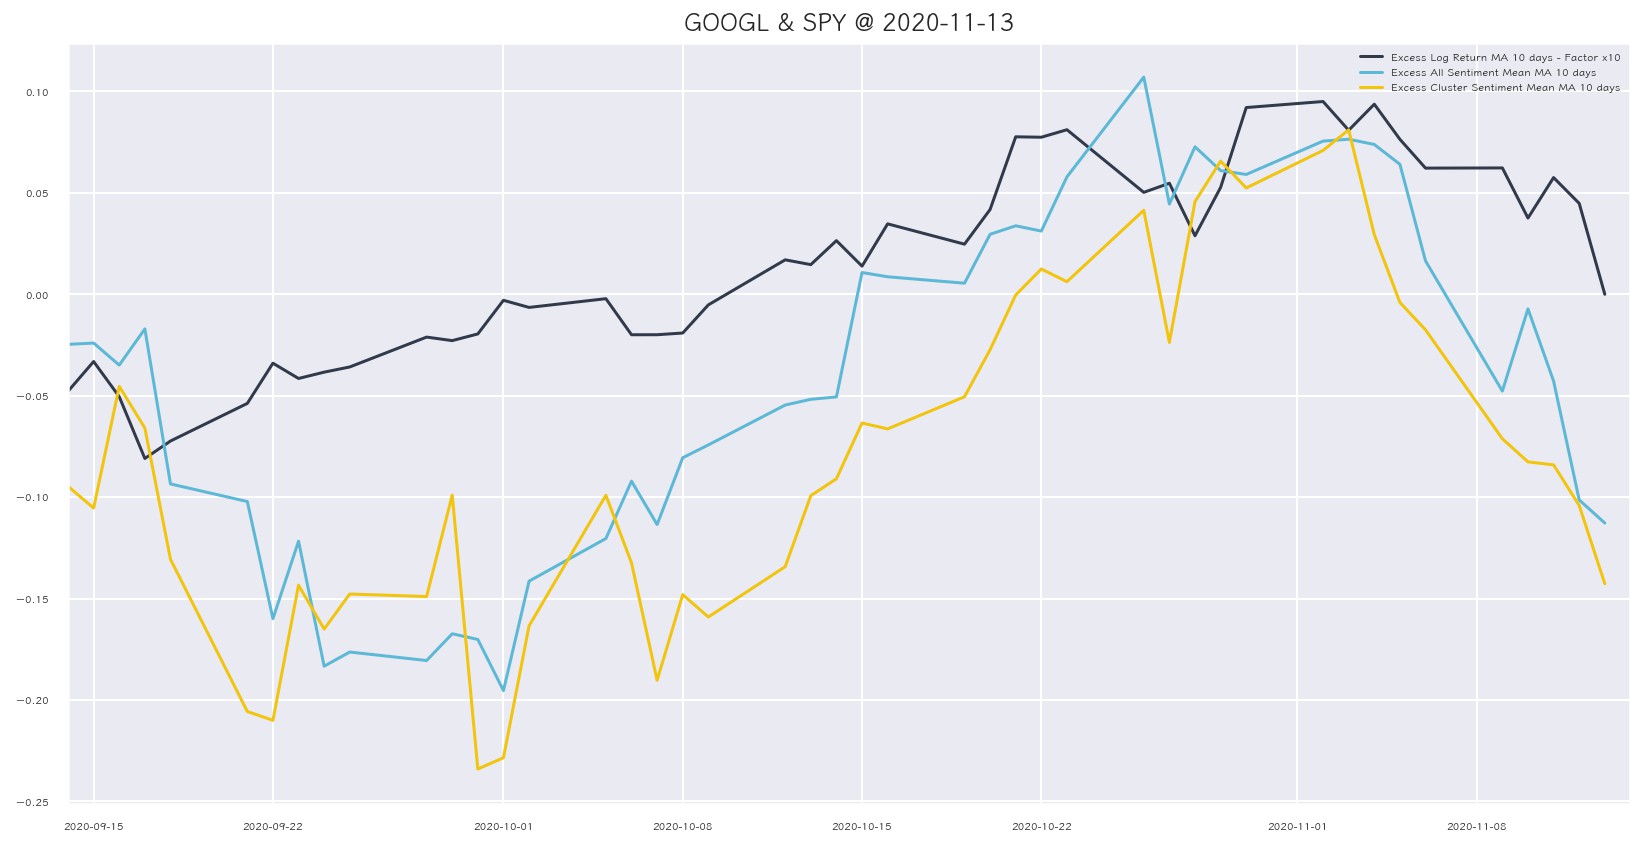 GOOGL & SPY @ 2020-11-13
Excess Log Return MA 10 days - Factor x10
Excess All Sentiment Mean MA 10 days
Excess Cluster Sentiment Mean MA 10 days
0.10
0.05
0.00
−0.05
−0.10
−0.15
−0.20
−0.25
2020-09-15 2020-09-22 2020-10-01 2020-10-08 2020-10-15 2020-10-22 2020-11-01 2020-11-08